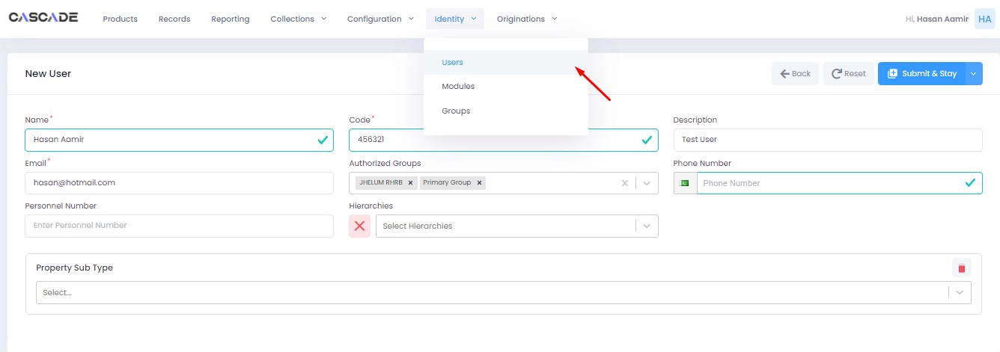 CASCADE Products Records Reporting Collections Configuration Identity Originations Hi, Hasan Aamir HA
Users
Modules
Groups
New User Back Reset Submit & Stay
Name* Code* Description
Hasan Aamir 456321 Test User
Email* Authorized Groups Phone Number
hasan@hotmail.com JHELUM RHRB x Primary Group x x Phone Number
Personnel Number Hierarchies
Enter Personnel Number Select Hierarchies
Property Sub Type
Select...